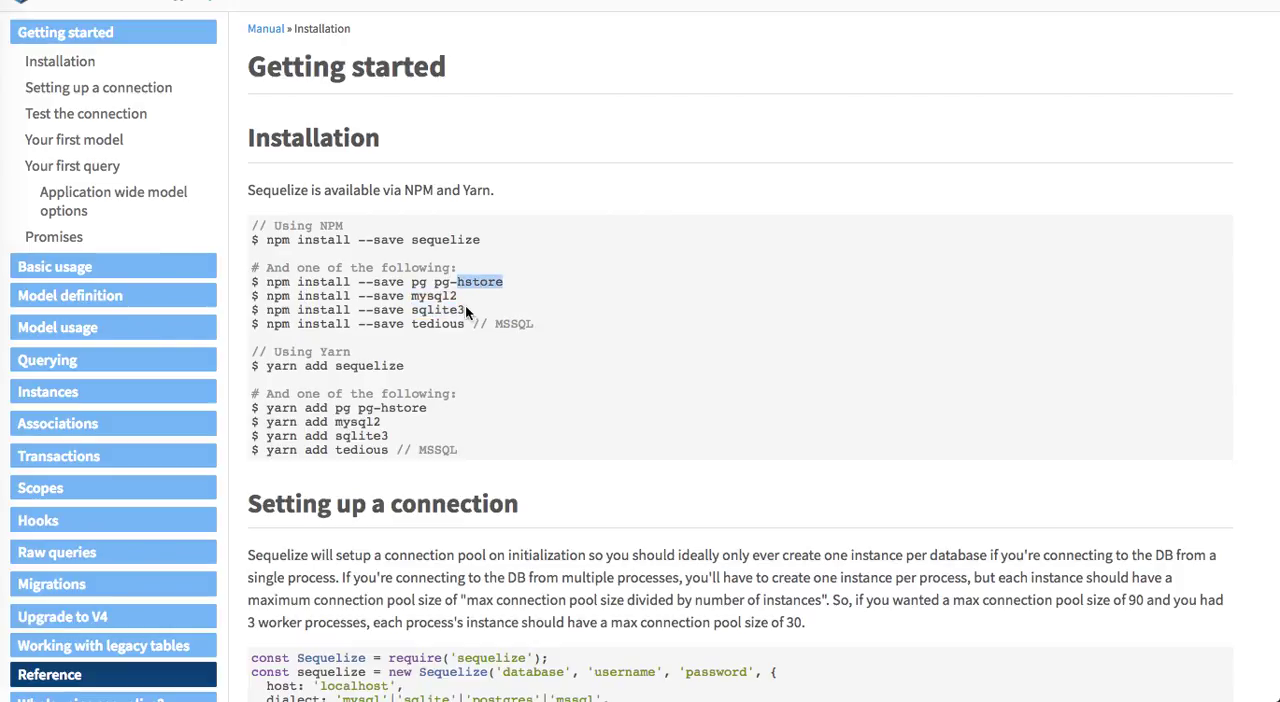 Getting started
Installation
Setting up a connection
Test the connection
Your first model
Your first query
Application wide model
options
Promises
Basic usage
Model definition
Model usage
Querying
Instances
Associations
Transactions
Scopes
Hooks
Raw queries
Migrations
Upgrade to V4
Working with legacy tables
Reference
Manual » Installation
Getting started
Installation
Sequelize is available via NPM and Yarn.
// Using NPM
$ npm install --save sequelize
# And one of the following:
$ npm install --save pg pg-hstore
$ npm install --save mysql2
$ npm install --save sqlite3
$ npm install --save tedious // MSSQL
// Using Yarn
$ yarn add sequelize
# And one of the following:
$ yarn add pg pg-hstore
$ yarn add mysql2
$ yarn add sqlite3
$ yarn add tedious // MSSQL
Setting up a connection
Sequelize will setup a connection pool on initialization so you should ideally only ever create one instance per database if you're connecting to the DB from a
single process. If you're connecting to the DB from multiple processes, you'll have to create one instance per process, but each instance should have a
maximum connection pool size of "max connection pool size divided by number of instances". So, if you wanted a max connection pool size of 90 and you had
3 worker processes, each process's instance should have a max connection pool size of 30.
const Sequelize = require('sequelize');
const sequelize = new Sequelize('database', 'username', 'password', {
host: 'localhost',
dialect: 'mysql'|'sqlite'|'postgres'|'mssql',